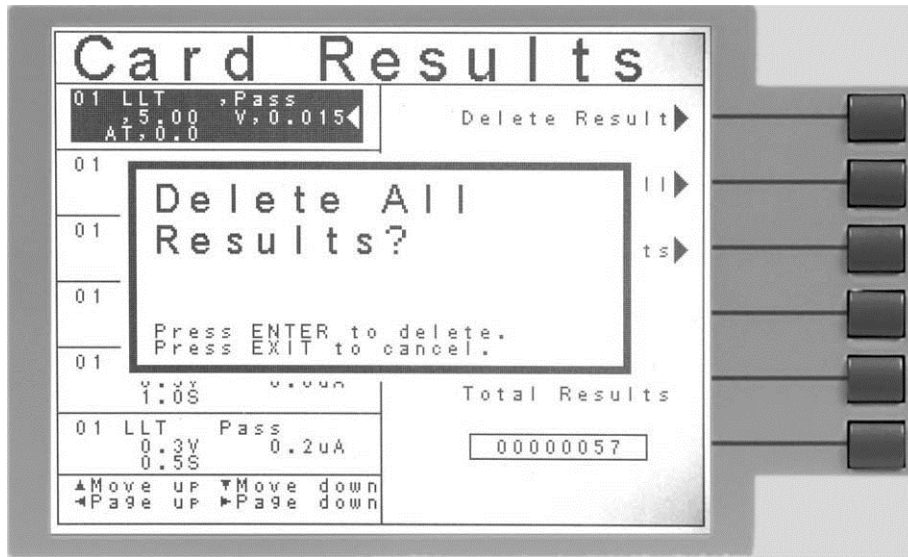 Card Results
01 LLT ,Pass
,5.00 V,0.015◀
AT,0.0
Delete Result▶
01
ll▶
01
ts▶
01
01
Delete All
Results?
Press ENTER to delete.
Press EXIT to cancel.
1.0S
Total Results
01 LLT Pass
0.3V 0.2uA
0.5S
00000057
▲Move up ▼Move down
◀Page up ▶Page down